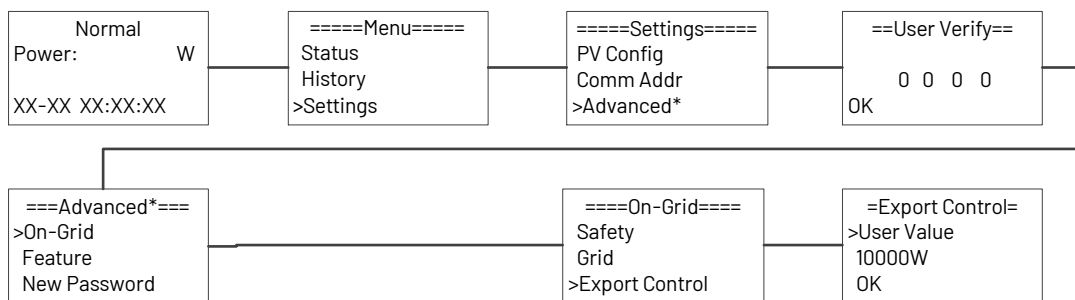 Normal
Power: W
XX-XX XX:XX:XX
=====Menu=====
Status
History
>Settings
=====Settings=====
PV Config
Comm Addr
>Advanced*
==User Verify==
0 0 0 0
OK
===Advanced*===
>On-Grid
Feature
New Password
====On-Grid====
Safety
Grid
>Export Control
=Export Control=
>User Value
10000W
OK